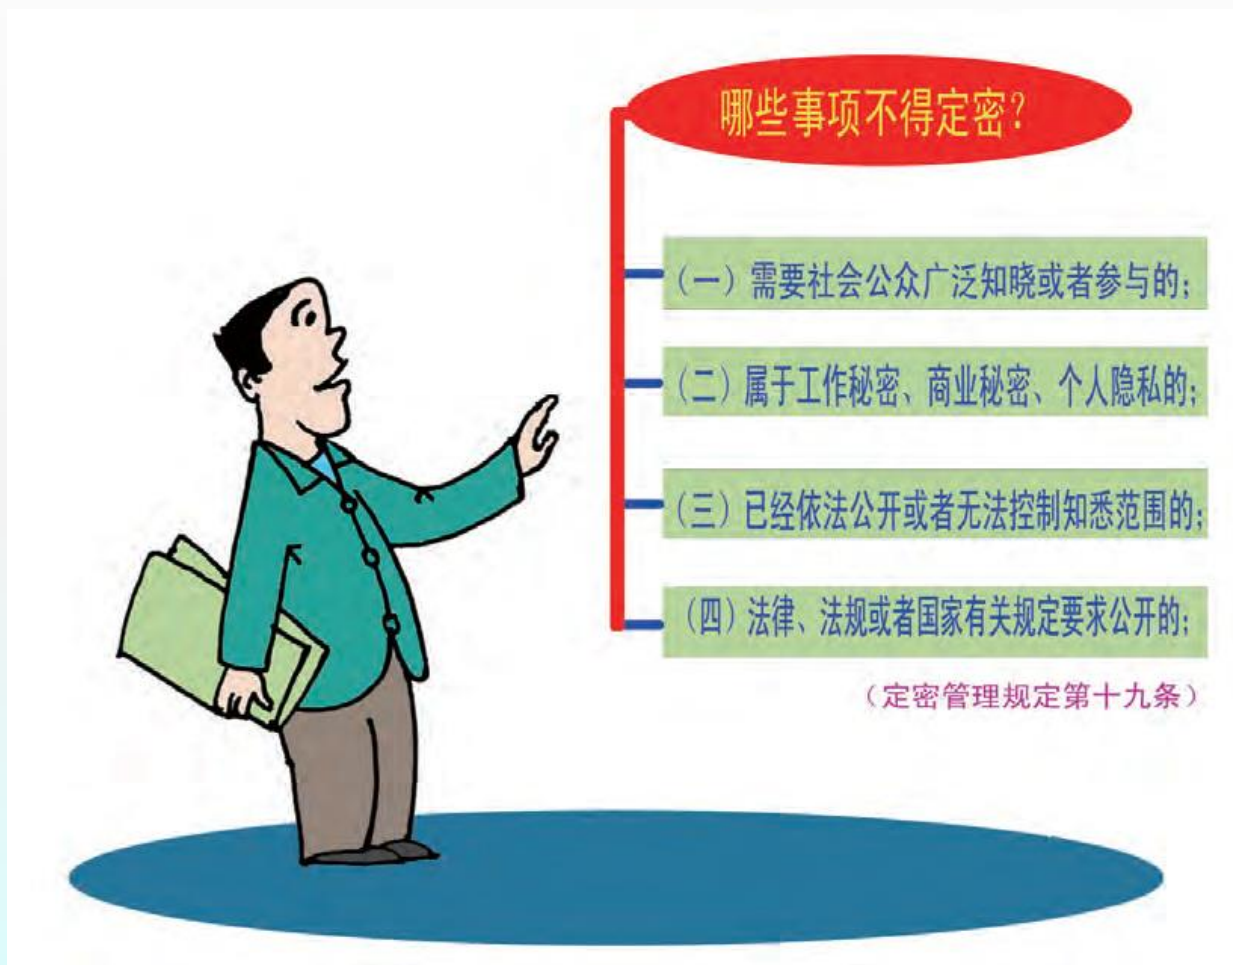 哪些事项不得定密？
（一）需要社会公众广泛知晓或者参与的；
（二）属于工作秘密、商业秘密、个人隐私的；
（三）已经依法公开或者无法控制知悉范围的；
（四）法律、法规或者国家有关规定要求公开的；
（定密管理规定第十九条）